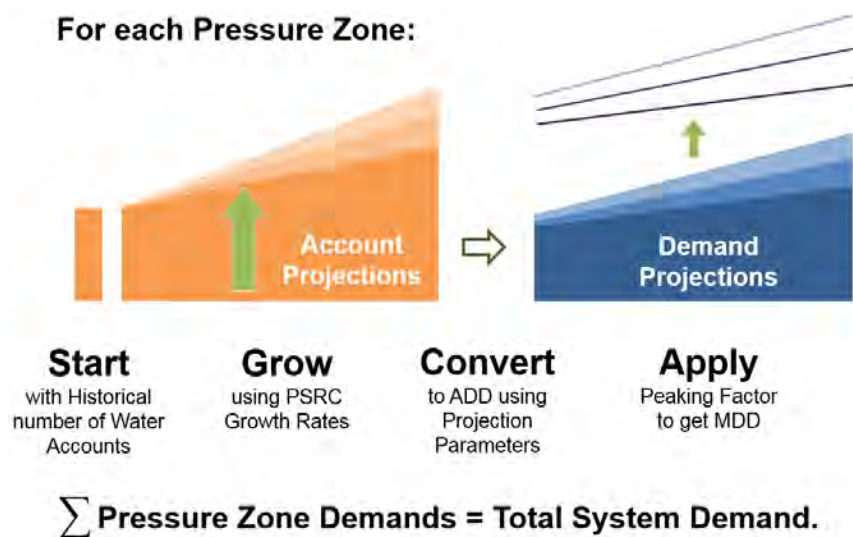 For each Pressure Zone:
Account
Projections
Demand
Projections
Start
with Historical
number of Water
Accounts
Grow
using PSRC
Growth Rates
Convert
to ADD using
Projection
Parameters
Apply
Peaking Factor
to get MDD
∑ Pressure Zone Demands = Total System Demand.